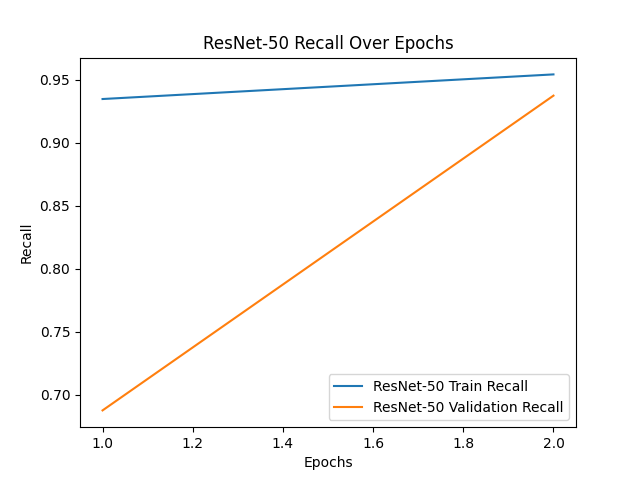 ResNet-50 Recall Over Epochs
0.95
0.90
0.85
0.80
0.75
0.70
Recall
ResNet-50 Train Recall
ResNet-50 Validation Recall
1.0 1.2 1.4 1.6 1.8 2.0
Epochs